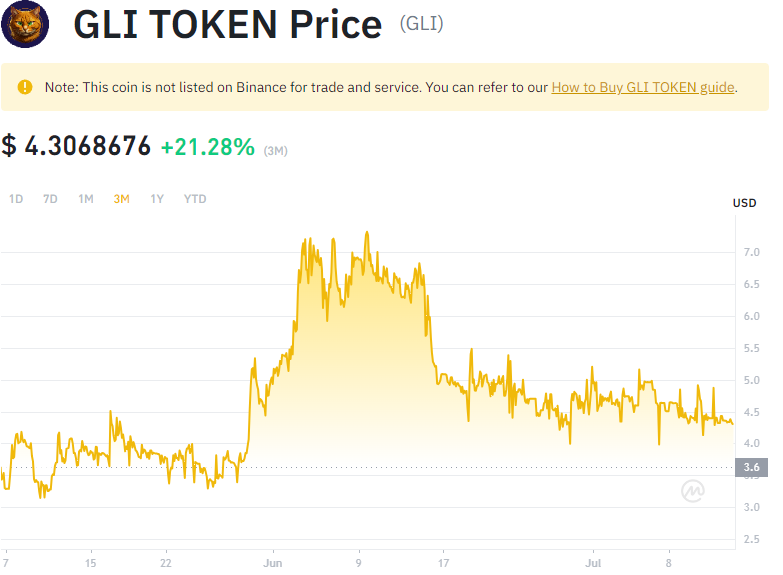 GLI TOKEN Price (GLI)
Note: This coin is not listed on Binance for trade and service. You can refer to our How to Buy GLI TOKEN guide.
$ 4.3068676 +21.28% (3M)
1D 7D 1M 3M 1Y YTD
USD
7.0
6.5
6.0
5.5
5.0
4.5
4.0
3.6
3.0
2.5
7 15 22 Jun 9 17 Jul 8